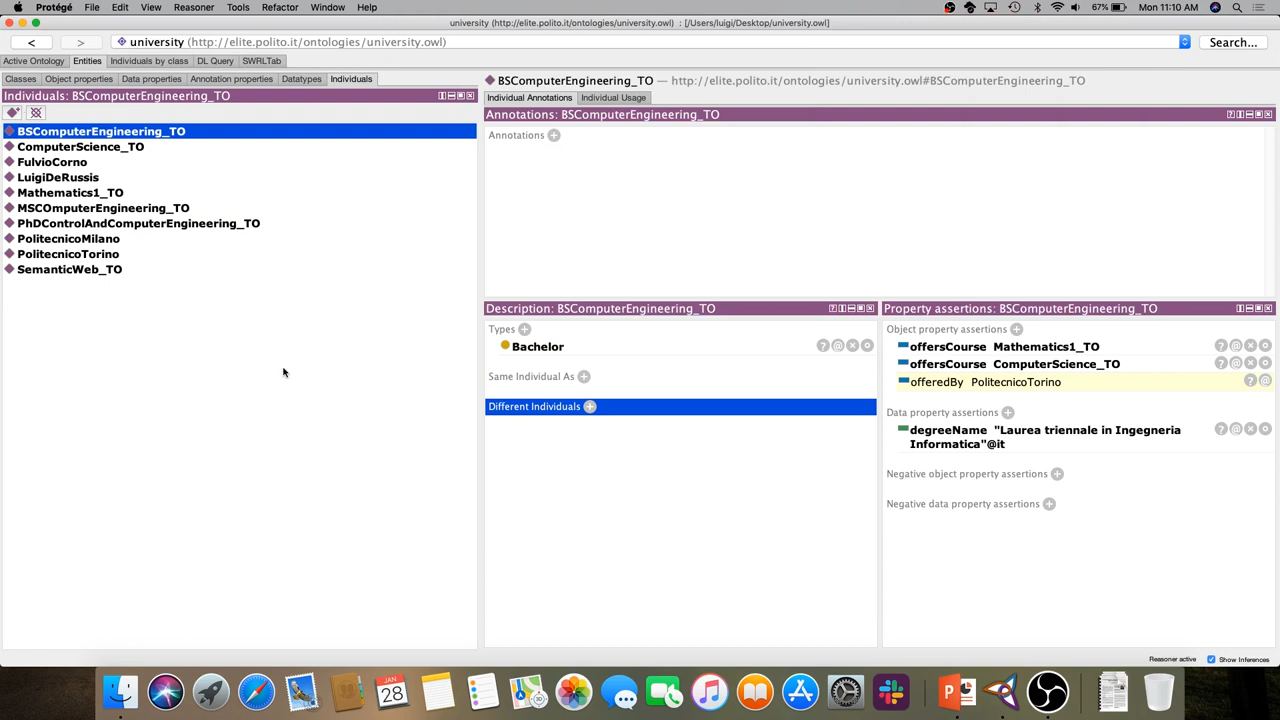 Protégé File Edit View Reasoner Tools Refactor Window Help 67% Mon 11:10 AM
university (http://elite.polito.it/ontologies/university.owl) : [/Users/luigi/Desktop/university.owl]
< > university (http://elite.polito.it/ontologies/university.owl) Search...
Active Ontology Entities Individuals by class DL Query SWRLTab
Classes Object properties Data properties Annotation properties Datatypes Individuals
Individuals: BSComputerEngineering_TO
BSComputerEngineering_TO
ComputerScience_TO
FulvioCorno
LuigiDeRussis
Mathematics1_TO
MSCOmputerEngineering_TO
PhDControlAndComputerEngineering_TO
PolitecnicoMilano
PolitecnicoTorino
SemanticWeb_TO
BSComputerEngineering_TO — http://elite.polito.it/ontologies/university.owl#BSComputerEngineering_TO
Individual Annotations Individual Usage
Annotations: BSComputerEngineering_TO
Annotations
Description: BSComputerEngineering_TO
Types
Bachelor
Same Individual As
Different Individuals
Property assertions: BSComputerEngineering_TO
Object property assertions
offersCourse Mathematics1_TO
offersCourse ComputerScience_TO
offeredBy PolitecnicoTorino
Data property assertions
degreeName "Laurea triennale in Ingegneria
Informatica"@it
Negative object property assertions
Negative data property assertions
Reasoner active Show Inferences
JAN
28